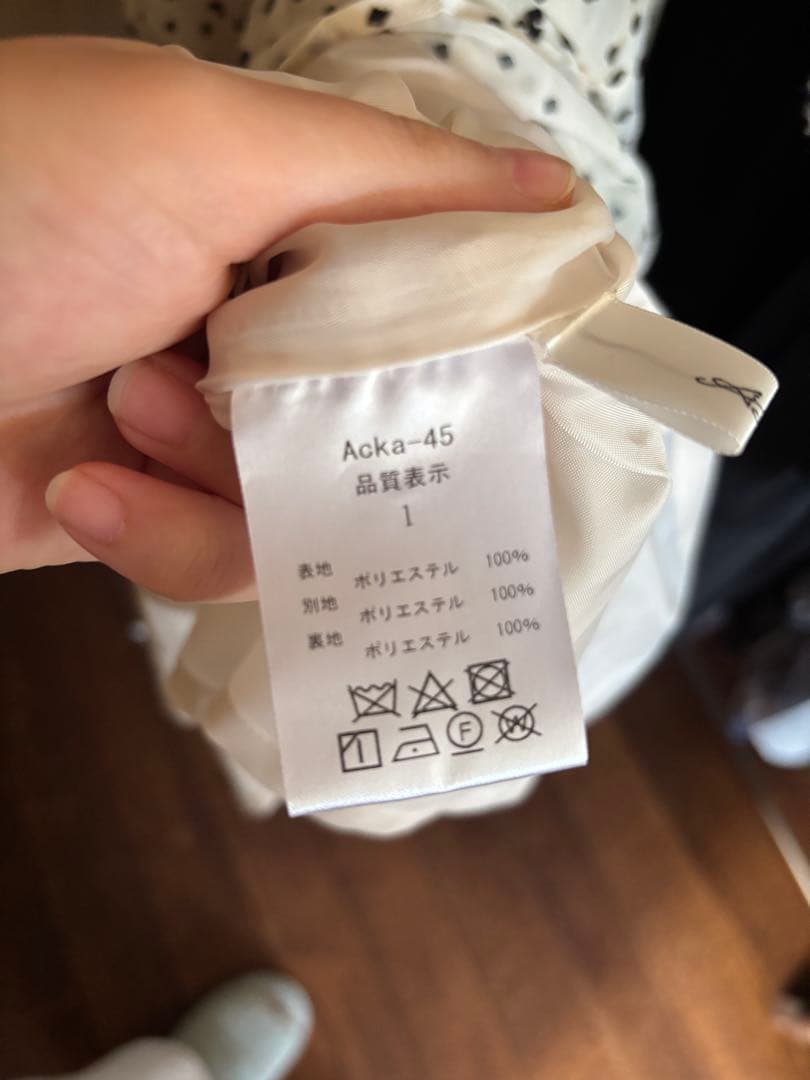 Acka-45
品質表示
1
表地 ポリエステル 100%
別地 ポリエステル 100%
裏地 ポリエステル 100%
F W